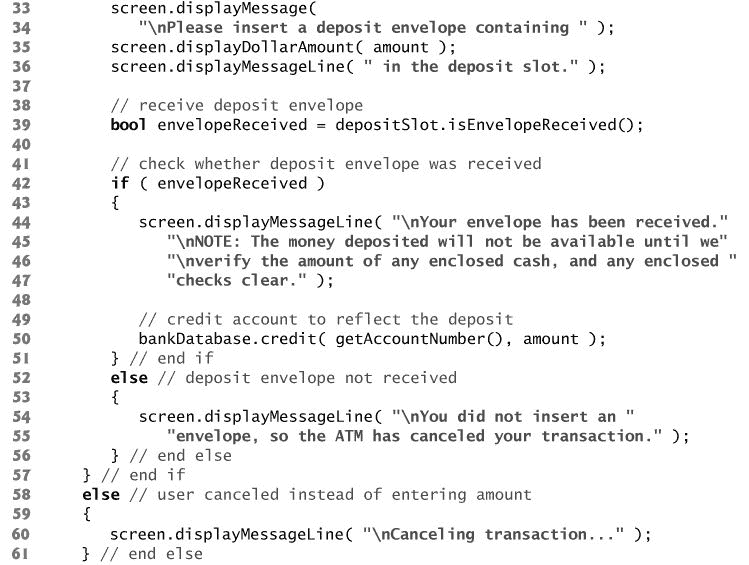 33 screen.displayMessage(
34 "\nPlease insert a deposit envelope containing " );
35 screen.displayDollarAmount( amount );
36 screen.displayMessageLine( " in the deposit slot." );
37
38 // receive deposit envelope
39 bool envelopeReceived = depositSlot.isEnvelopeReceived();
40
41 // check whether deposit envelope was received
42 if ( envelopeReceived )
43 {
44 screen.displayMessageLine( "\nYour envelope has been received."
45 "\nNOTE: The money deposited will not be available until we"
46 "\nverify the amount of any enclosed cash, and any enclosed "
47 "checks clear." );
48
49 // credit account to reflect the deposit
50 bankDatabase.credit( getAccountNumber(), amount );
51 } // end if
52 else // deposit envelope not received
53 {
54 screen.displayMessageLine( "\nYou did not insert an "
55 "envelope, so the ATM has canceled your transaction." );
56 } // end else
57 } // end if
58 else // user canceled instead of entering amount
59 {
60 screen.displayMessageLine( "\nCanceling transaction..." );
61 } // end else